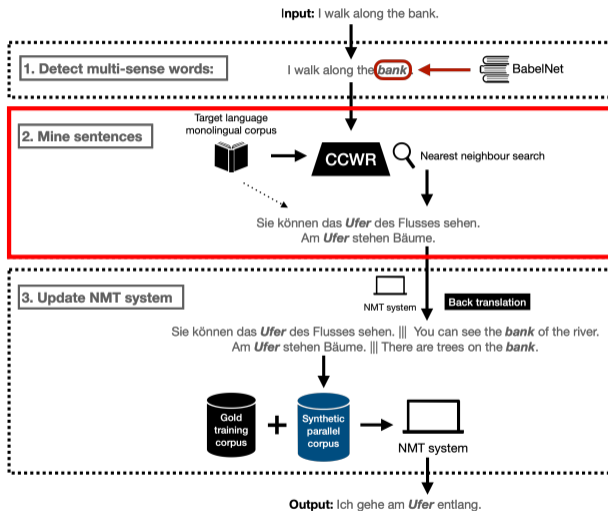 Input: I walk along the bank.
1. Detect multi-sense words:
I walk along the bank.
BabelNet
2. Mine sentences
Target language
monolingual corpus
CCWR
Nearest neighbour search
Sie können das Ufer des Flusses sehen.
Am Ufer stehen Bäume.
3. Update NMT system
NMT system
Back translation
Sie können das Ufer des Flusses sehen. ||| You can see the bank of the river.
Am Ufer stehen Bäume. ||| There are trees on the bank.
Gold
training
corpus
+
Synthetic
parallel
corpus
NMT system
Output: Ich gehe am Ufer entlang.